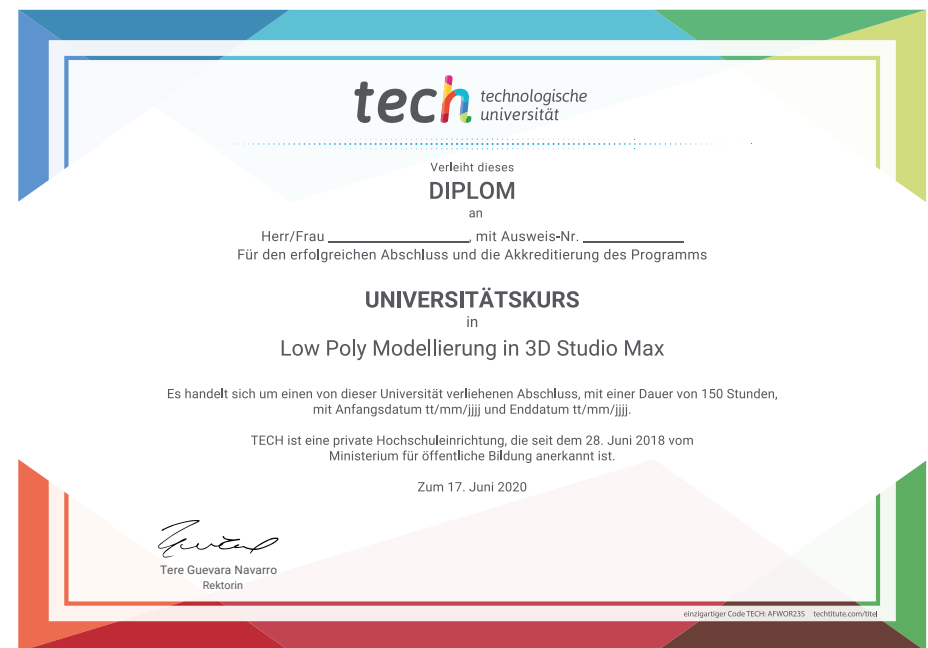 tech technologische
universität
Verleiht dieses
DIPLOM
an
Herr/Frau ____________________, mit Ausweis-Nr. ______________
Für den erfolgreichen Abschluss und die Akkreditierung des Programms
UNIVERSITÄTSKURS
in
Low Poly Modellierung in 3D Studio Max
Es handelt sich um einen von dieser Universität verliehenen Abschluss, mit einer Dauer von 150 Stunden,
mit Anfangsdatum tt/mm/jjjj und Enddatum tt/mm/jjjj.
TECH ist eine private Hochschuleinrichtung, die seit dem 28. Juni 2018 vom
Ministerium für öffentliche Bildung anerkannt ist.
Zum 17. Juni 2020
Tere Guevara Navarro
Rektorin
einzigartiger Code TECH: AFWOR23S techtitute.com/titel